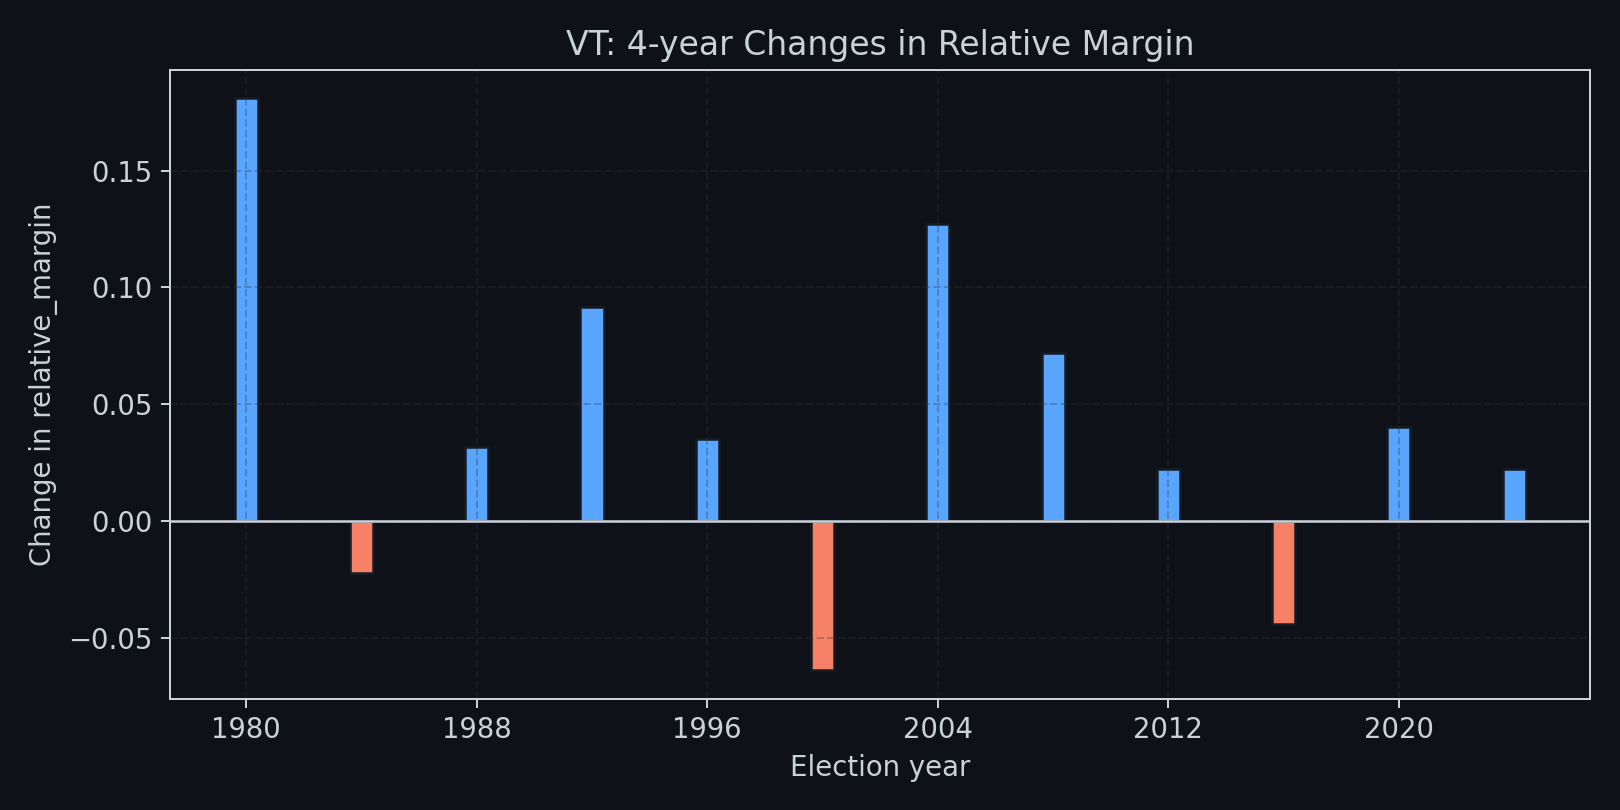 VT: 4-year Changes in Relative Margin
Change in relative_margin
0.15
0.10
0.05
0.00
−0.05
1980 1988 1996 2004 2012 2020
Election year